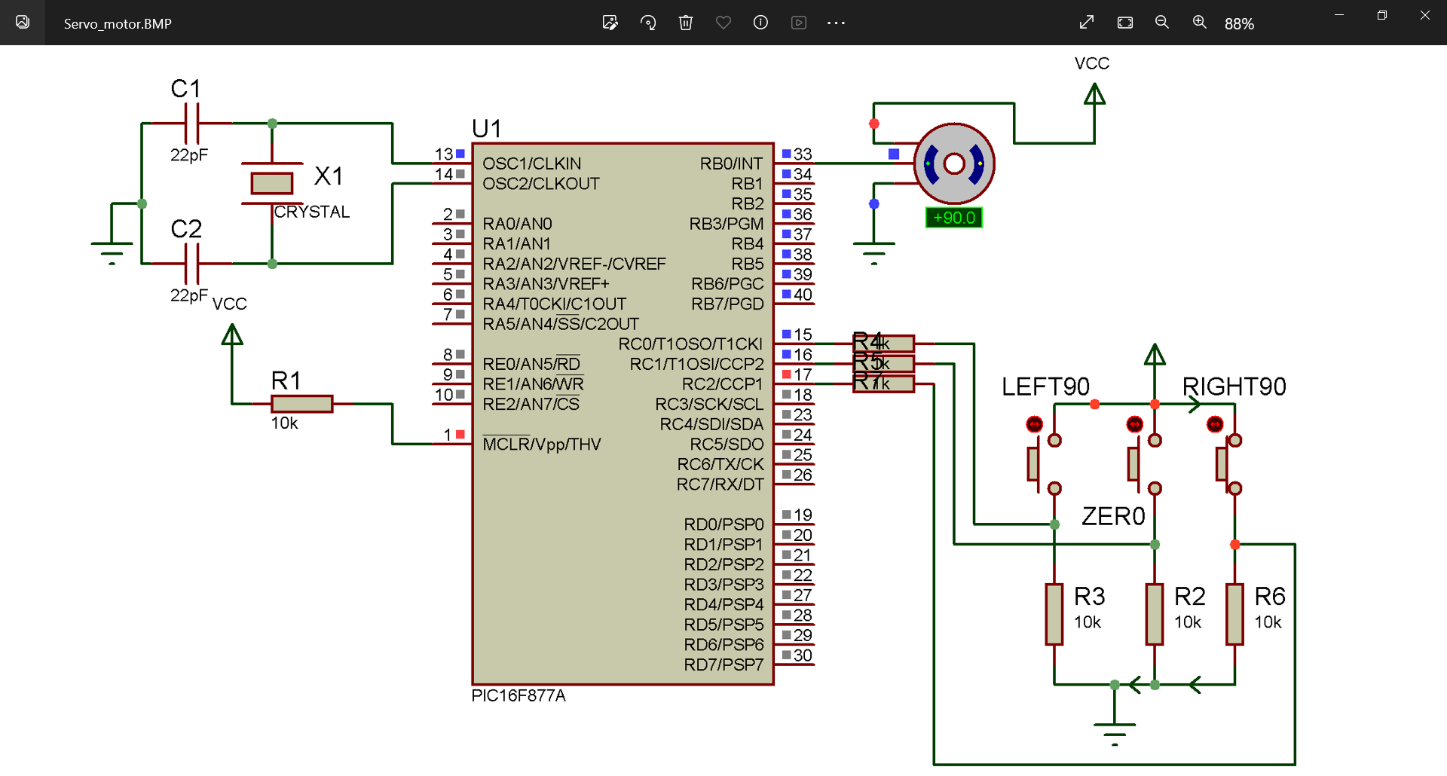 Servo_motor.BMP
88%
VCC
C1
22pF
X1
CRYSTAL
C2
22pF
VCC
R1
10k
U1
13 OSC1/CLKIN
14 OSC2/CLKOUT
2 RA0/AN0
3 RA1/AN1
4 RA2/AN2/VREF-/CVREF
5 RA3/AN3/VREF+
6 RA4/T0CKI/C1OUT
7 RA5/AN4/SS/C2OUT
8 RE0/AN5/RD
9 RE1/AN6/WR
10 RE2/AN7/CS
1 MCLR/Vpp/THV
RB0/INT 33
RB1 34
RB2 35
RB3/PGM 36
RB4 37
RB5 38
RB6/PGC 39
RB7/PGD 40
RC0/T1OSO/T1CKI 15
RC1/T1OSI/CCP2 16
RC2/CCP1 17
RC3/SCK/SCL 18
RC4/SDI/SDA 23
RC5/SDO 24
RC6/TX/CK 25
RC7/RX/DT 26
RD0/PSP0 19
RD1/PSP1 20
RD2/PSP2 21
RD3/PSP3 22
RD4/PSP4 27
RD5/PSP5 28
RD6/PSP6 29
RD7/PSP7 30
PIC16F877A
+90.0
R4
1k
R5
1k
R7
1k
LEFT90
RIGHT90
ZER0
R3
10k
R2
10k
R6
10k